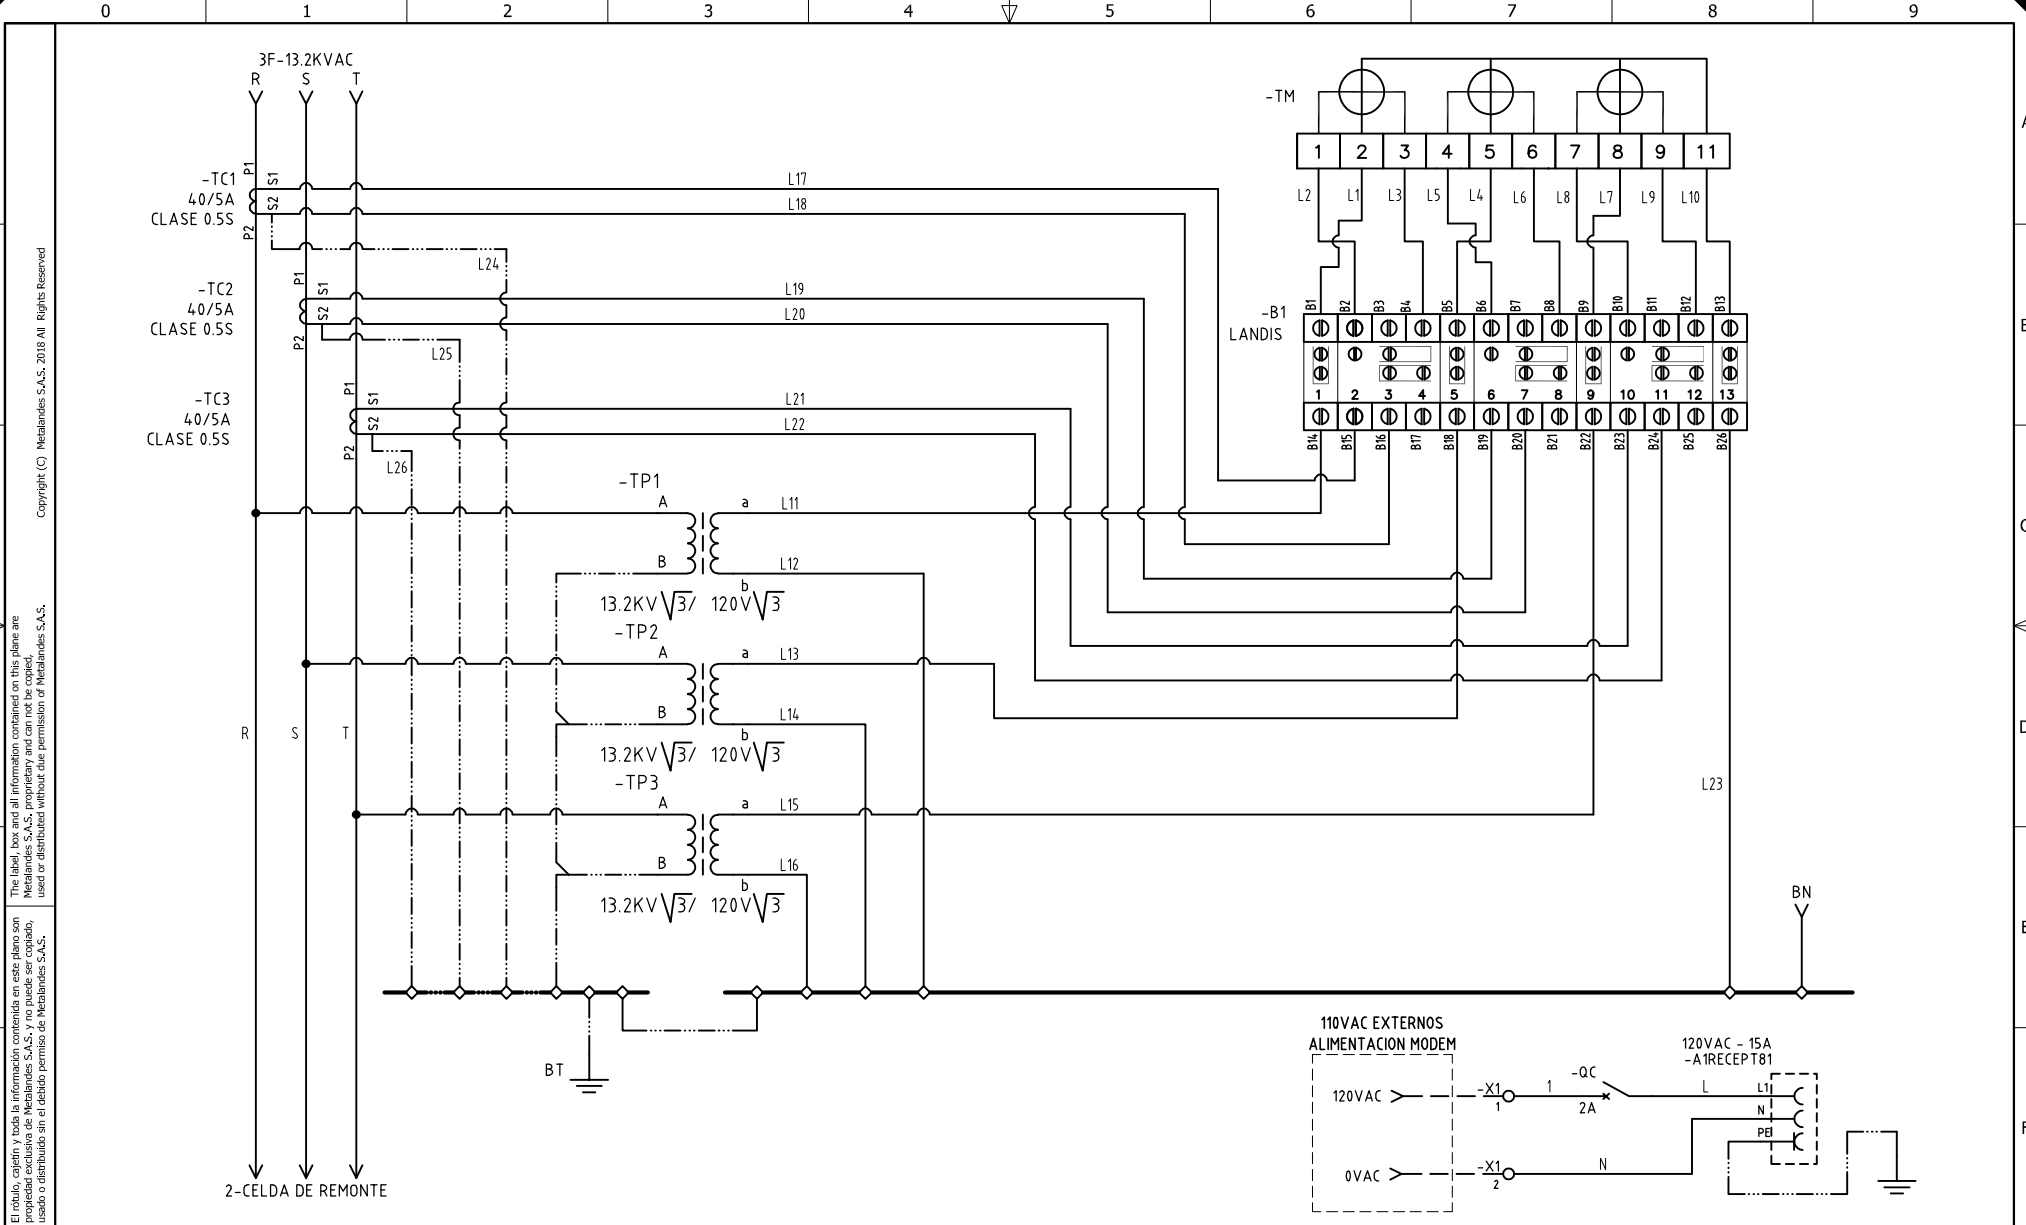 0 1 2 3 4 5 6 7 8 9
3F-13.2KVAC
R S T
-TM
1 2 3 4 5 6 7 8 9 11
L2 L1 L3 L5 L4 L6 L8 L7 L9 L10
P1 S1
-TC1
40/5A
CLASE 0.5S
S2
P2
L17
L18
L24
P1 S1
-TC2
40/5A
CLASE 0.5S
S2
P2
L19
L20
L25
P1 S1
-TC3
40/5A
CLASE 0.5S
S2
P2
L21
L22
L26
-B1
LANDIS
B1 B2 B3 B4 B5 B6 B7 B8 B9 B10 B11 B12 B13
1 2 3 4 5 6 7 8 9 10 11 12 13
B14 B15 B16 B17 B18 B19 B20 B21 B22 B23 B24 B25 B26
-TP1
A a L11
B L12
b
13.2KV√3/ 120V√3
-TP2
A a L13
B L14
b
13.2KV√3/ 120V√3
-TP3
A a L15
B L16
b
13.2KV√3/ 120V√3
R S T
L23
BN
BT
2-CELDA DE REMONTE
110VAC EXTERNOS
ALIMENTACION MODEM
120VAC
-X1
1
1
-QC
2A
L
120VAC - 15A
-A1RECEPT81
L1
N
PE
0VAC
-X1
2
N
Copyright (C) Metalandes S.A.S. 2018 All Rights Reserved
The label, box and all information contained on this plane are
Metalandes S.A.S. proprietary and can not be copied,
used or distributed without due permission of Metalandes S.A.S.
El rótulo, cajetín y toda la información contenida en este plano son
propiedad exclusiva de Metalandes S.A.S. y no puede ser copiado,
usado o distribuido sin el debido permiso de Metalandes S.A.S.